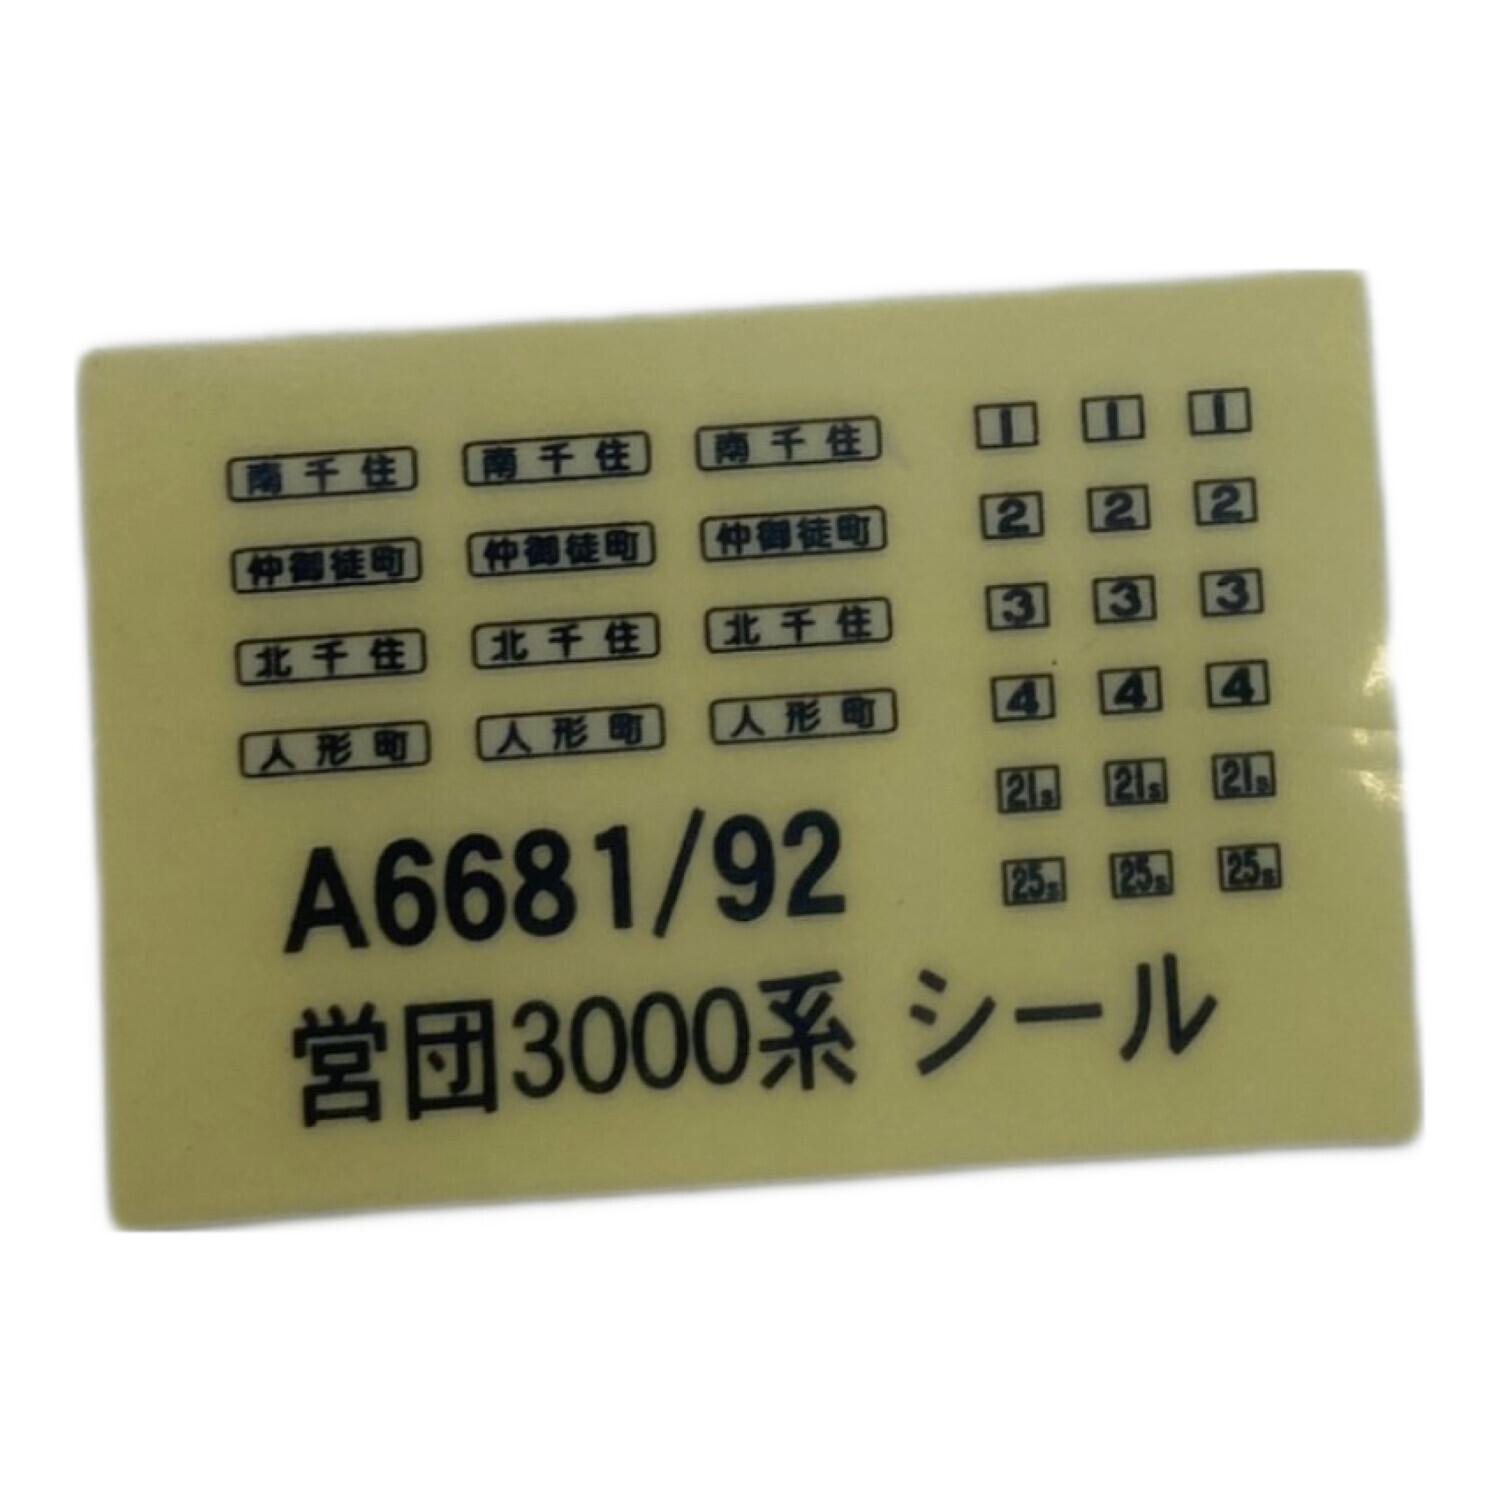 南千住 南千住 南千住 1 1 1
仲御徒町 仲御徒町 仲御徒町 2 2 2
北千住 北千住 北千住 3 3 3
人形町 人形町 人形町 4 4 4
21s 21s 21s
25s 25s 25s
A6681/92
営団3000系 シール